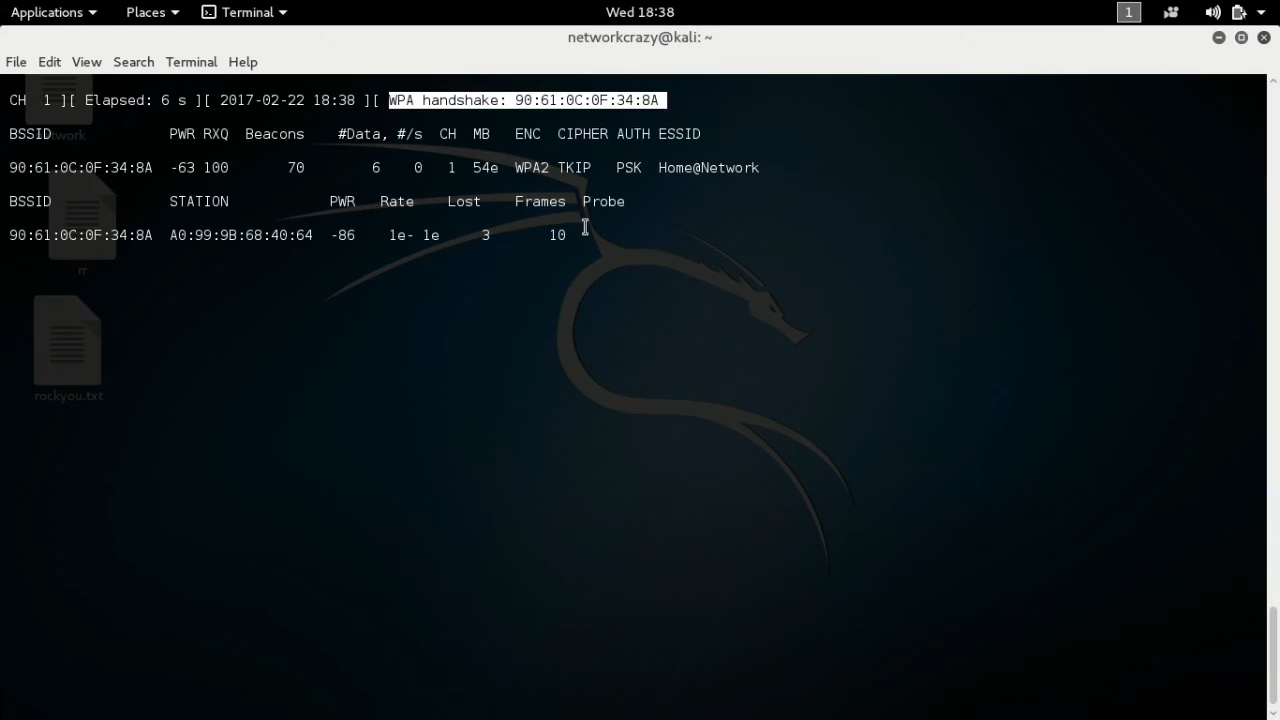 Applications Places Terminal Wed 18:38 1
networkcrazy@kali: ~
File Edit View Search Terminal Help
CH 1 ][ Elapsed: 6 s ][ 2017-02-22 18:38 ][ WPA handshake: 90:61:0C:0F:34:8A
BSSID PWR RXQ Beacons #Data, #/s CH MB ENC CIPHER AUTH ESSID
90:61:0C:0F:34:8A -63 100 70 6 0 1 54e WPA2 TKIP PSK Home@Network
BSSID STATION PWR Rate Lost Frames Probe
90:61:0C:0F:34:8A A0:99:9B:68:40:64 -86 1e- 1e 3 10
work
rr
rockyou.txt